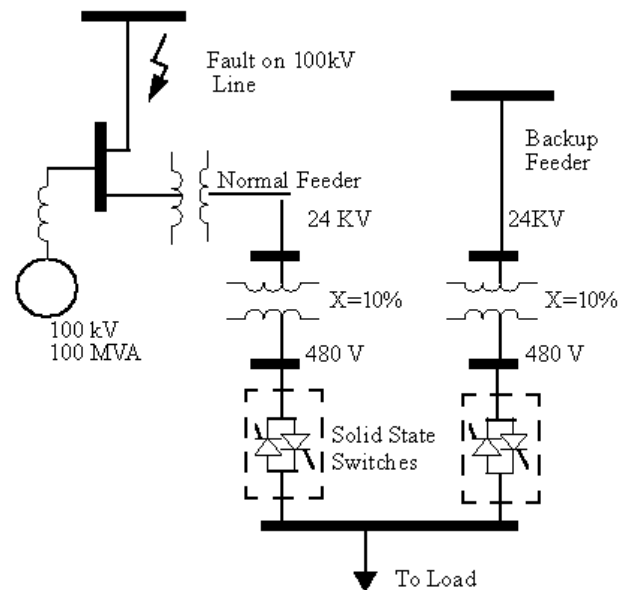 Fault on 100kV
Line
Backup
Feeder
Normal Feeder
24 KV
24KV
X=10%
X=10%
100 kV
100 MVA
480 V
480 V
Solid State
Switches
To Load